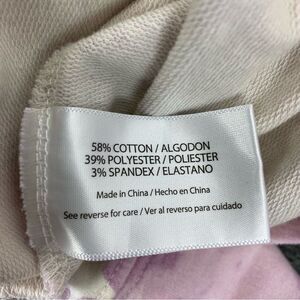 58% COTTON / ALGODON
39% POLYESTER / POLIESTER
3% SPANDEX / ELASTANO
Made in China / Hecho en China
See reverse for care / Ver al reverso para cuidado